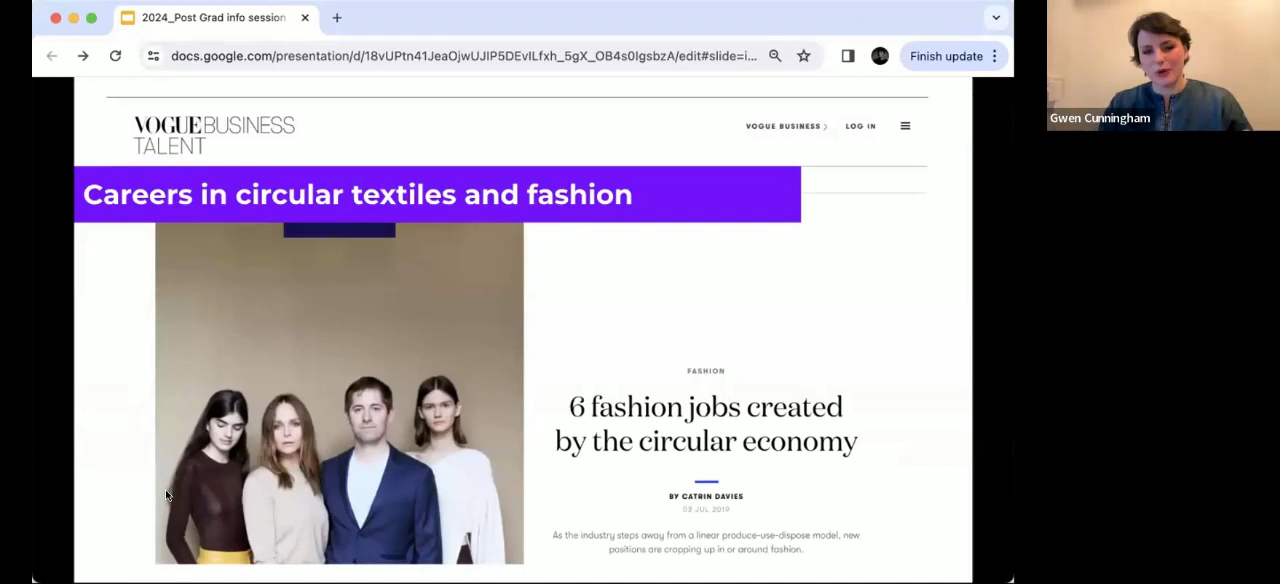 2024_Post Grad info session
docs.google.com/presentation/d/18vUPtn41JeaOjwUJIP5DEvILfxh_5gX_OB4s0IgsbzA/edit#slide=i...
Finish update
Gwen Cunningham
VOGUE BUSINESS
TALENT
VOGUE BUSINESS
LOG IN
Careers in circular textiles and fashion
FASHION
6 fashion jobs created
by the circular economy
BY CATRIN DAVIES
03 JUL 2019
As the industry steps away from a linear produce-use-dispose model, new
positions are cropping up in or around fashion.